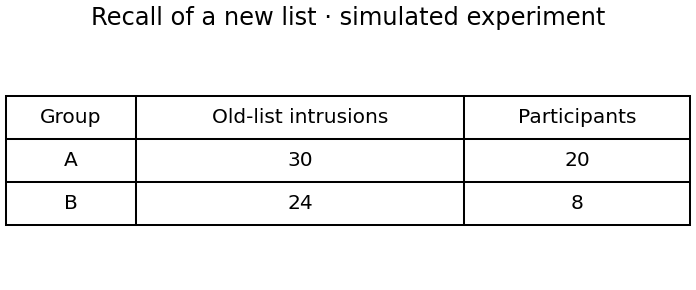 Recall of a new list · simulated experiment
Group Old-list intrusions Participants
A 30 20
B 24 8